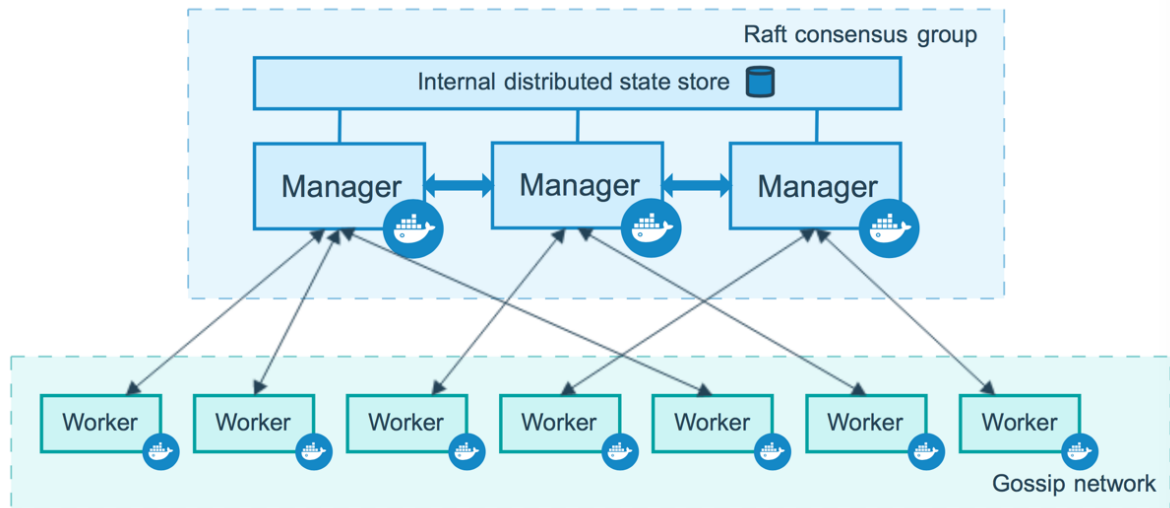 Raft consensus group
Internal distributed state store
Manager
Manager
Manager
Worker
Worker
Worker
Worker
Worker
Worker
Worker
Gossip network